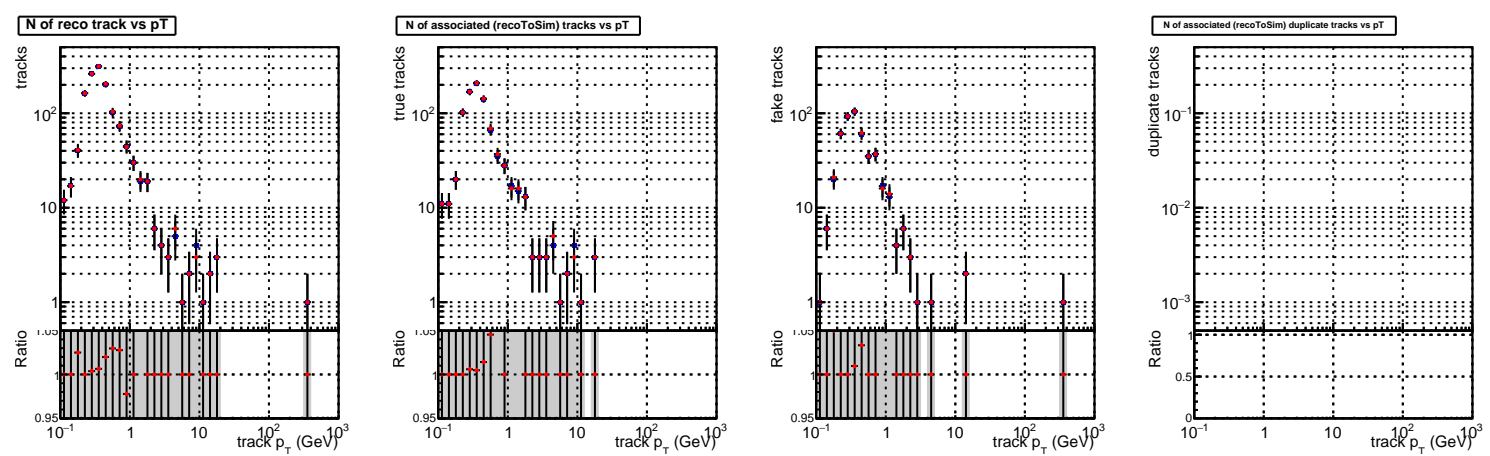 N of reco track vs pT
tracks
10²
10
1
Ratio
1.05
1
0.95
10⁻¹ 1 10 10² 10³
track p_T (GeV)
N of associated (recoToSim) tracks vs pT
true tracks
10²
10
1
Ratio
1.05
1
0.95
10⁻¹ 1 10 10² 10³
track p_T (GeV)
fake tracks
10²
10
1
Ratio
1.05
1
0.95
10⁻¹ 1 10 10² 10³
track p_T (GeV)
N of associated (recoToSim) duplicate tracks vs pT
duplicate tracks
10⁻¹
10⁻²
10⁻³
Ratio
1
0.5
0
10⁻¹ 1 10 10² 10³
track p_T (GeV)